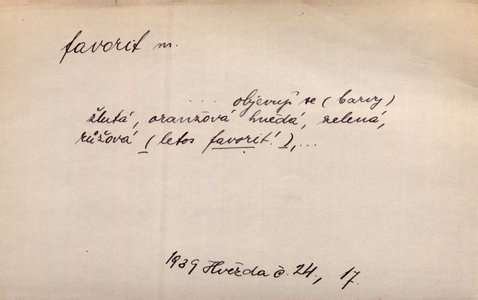 favorit m.
... objevují se (barvy)
žlutá, oranžová hnědá, zelená,
růžová (letos favorit!),...
1939 Hvězda č. 24., 17.